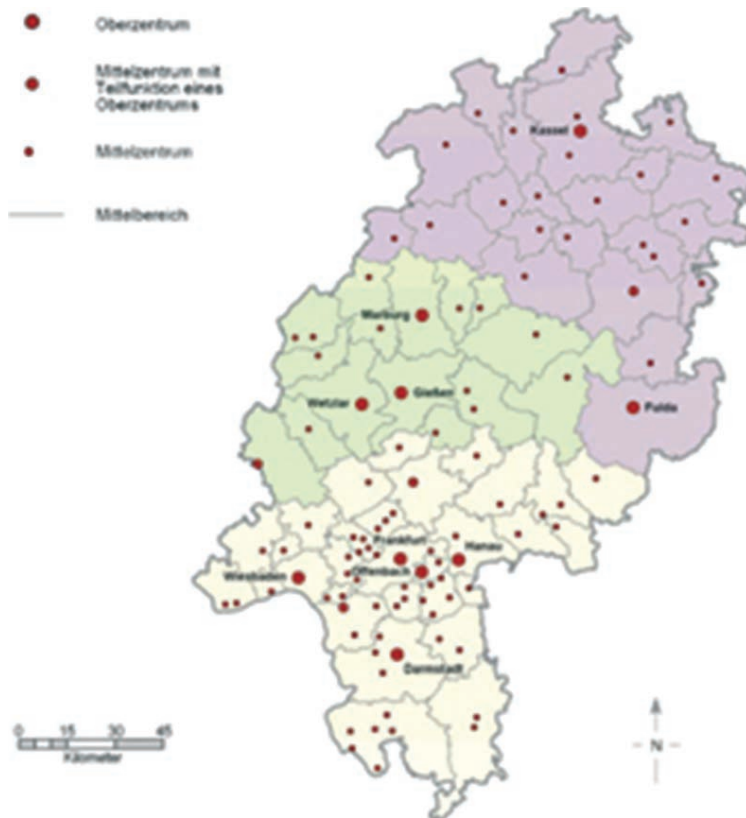 Oberzentrum
Mittelzentrum mit
Teilfunktion eines
Oberzentrums
Mittelzentrum
Mittelbereich
Kassel
Marburg
Gießen
Wetzlar
Fulda
Frankfurt
Hanau
Offenbach
Wiesbaden
Darmstadt
0 15 30 45
Kilometer
N